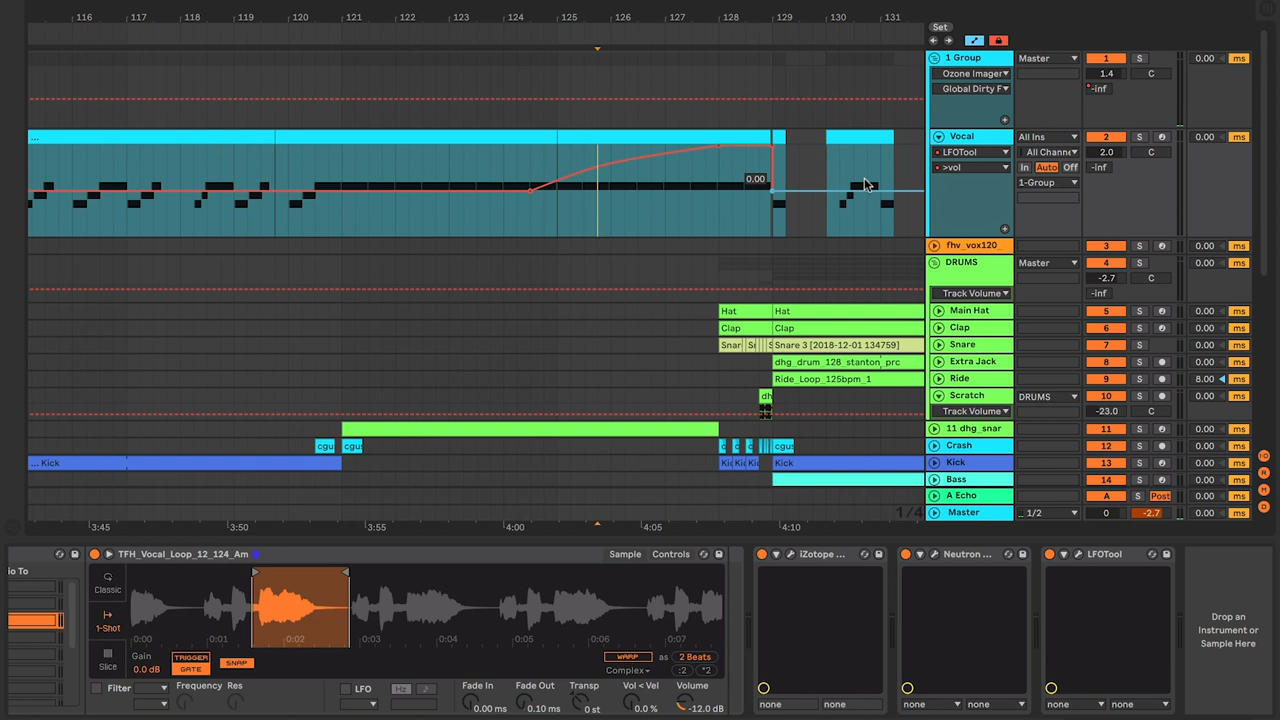 116 118 119 120 121 122 123 124 125 126 127 128 129 130 131
Set
1 Group Master 1 S 0.00 ms
Ozone Imager 1.4 C
Global Dirty F -inf
... Vocal All Ins 2 S 0.00 ms
LFOTool All Channe 2.0 C
>vol In Auto Off -inf
0.00 1-Group
fhv_vox120_ 3 S 0.00 ms
DRUMS Master 4 S 0.00 ms
-2.7 C
Track Volume -inf
Hat Hat Main Hat 5 S 0.00 ms
Clap Clap Clap 6 S 0.00 ms
Snar Snare 3 [2018-12-01 134759] Snare 7 S 0.00 ms
dhg_drum_128_stanton_prc Extra Jack 8 S 0.00 ms
Ride_Loop_125bpm_1 Ride 9 S 8.00 ms
dh Scratch DRUMS 10 S 0.00 ms
Track Volume -23.0 C
11 dhg_snar 11 S 0.00 ms
cgu cgus cgus Crash 12 S 0.00 ms
... Kick Kic Kic Kic Kick Kick 13 S 0.00 ms
Bass 14 S 0.00 ms
A Echo A S Post 0.00 ms
1/4 Master 1/2 0 -2.7 0.00 ms
3:45 3:50 3:55 4:00 4:05 4:10
TFH_Vocal_Loop_12_124_Am Sample Controls iZotope ... Neutron ... LFOTool
io To
Classic
1-Shot
Slice
0:00 0:01 0:02 0:03 0:04 0:05 0:06 0:07
Gain TRIGGER SNAP WARP as 2 Beats
0.0 dB GATE Complex :2 *2
Filter Frequency Res LFO Hz Fade In Fade Out Transp Vol < Vel Volume
0.00 ms 0.10 ms 0 st 0.0 % -12.0 dB
none none none none none none
Drop an
Instrument or
Sample Here